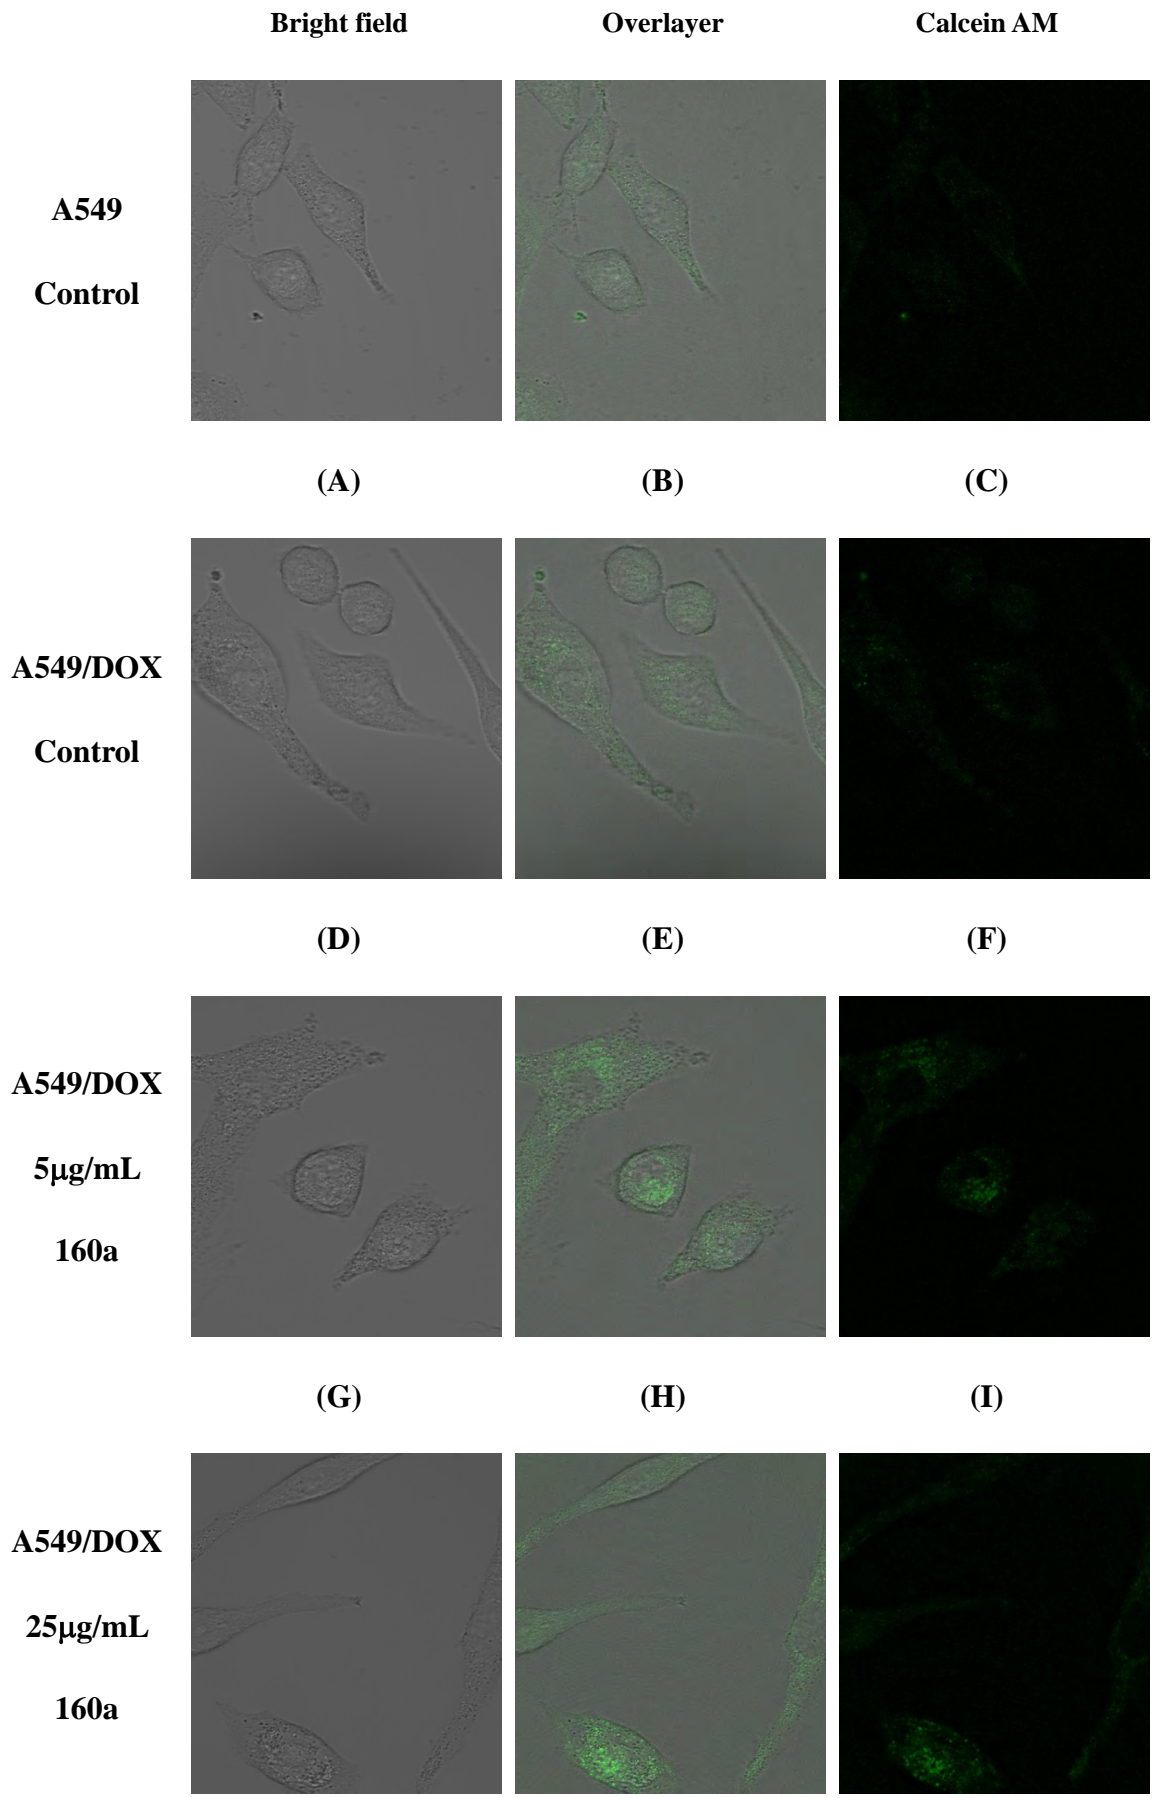 Bright field Overlayer Calcein AM
A549
Control
(A) (B) (C)
A549/DOX
Control
(D) (E) (F)
A549/DOX
5μg/mL
160a
(G) (H) (I)
A549/DOX
25μg/mL
160a